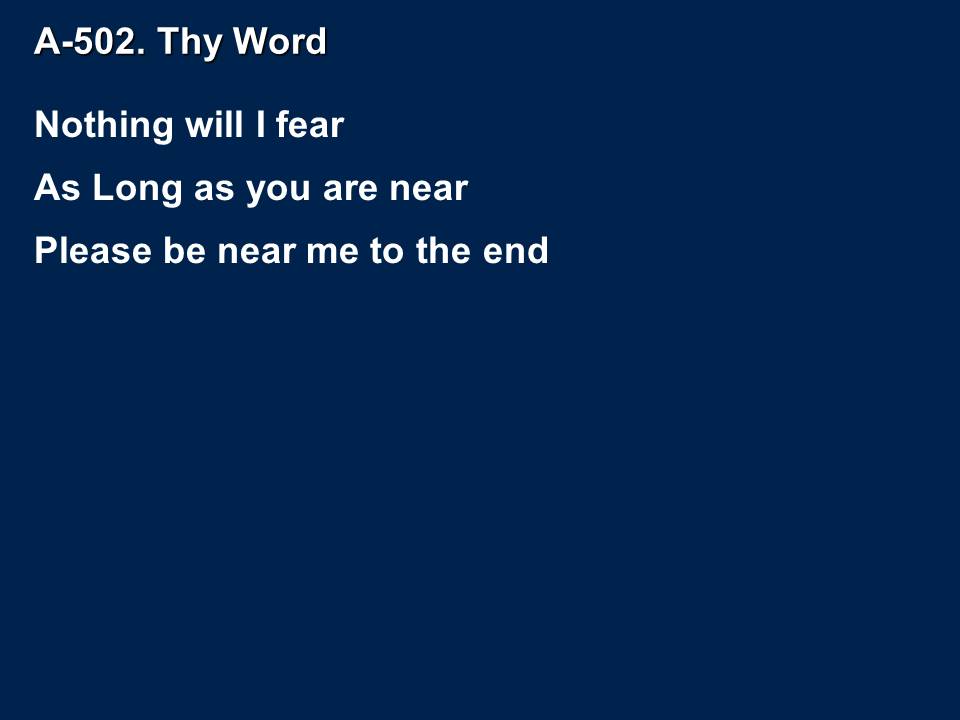 A-502. Thy Word
Nothing will I fear
As Long as you are near
Please be near me to the end